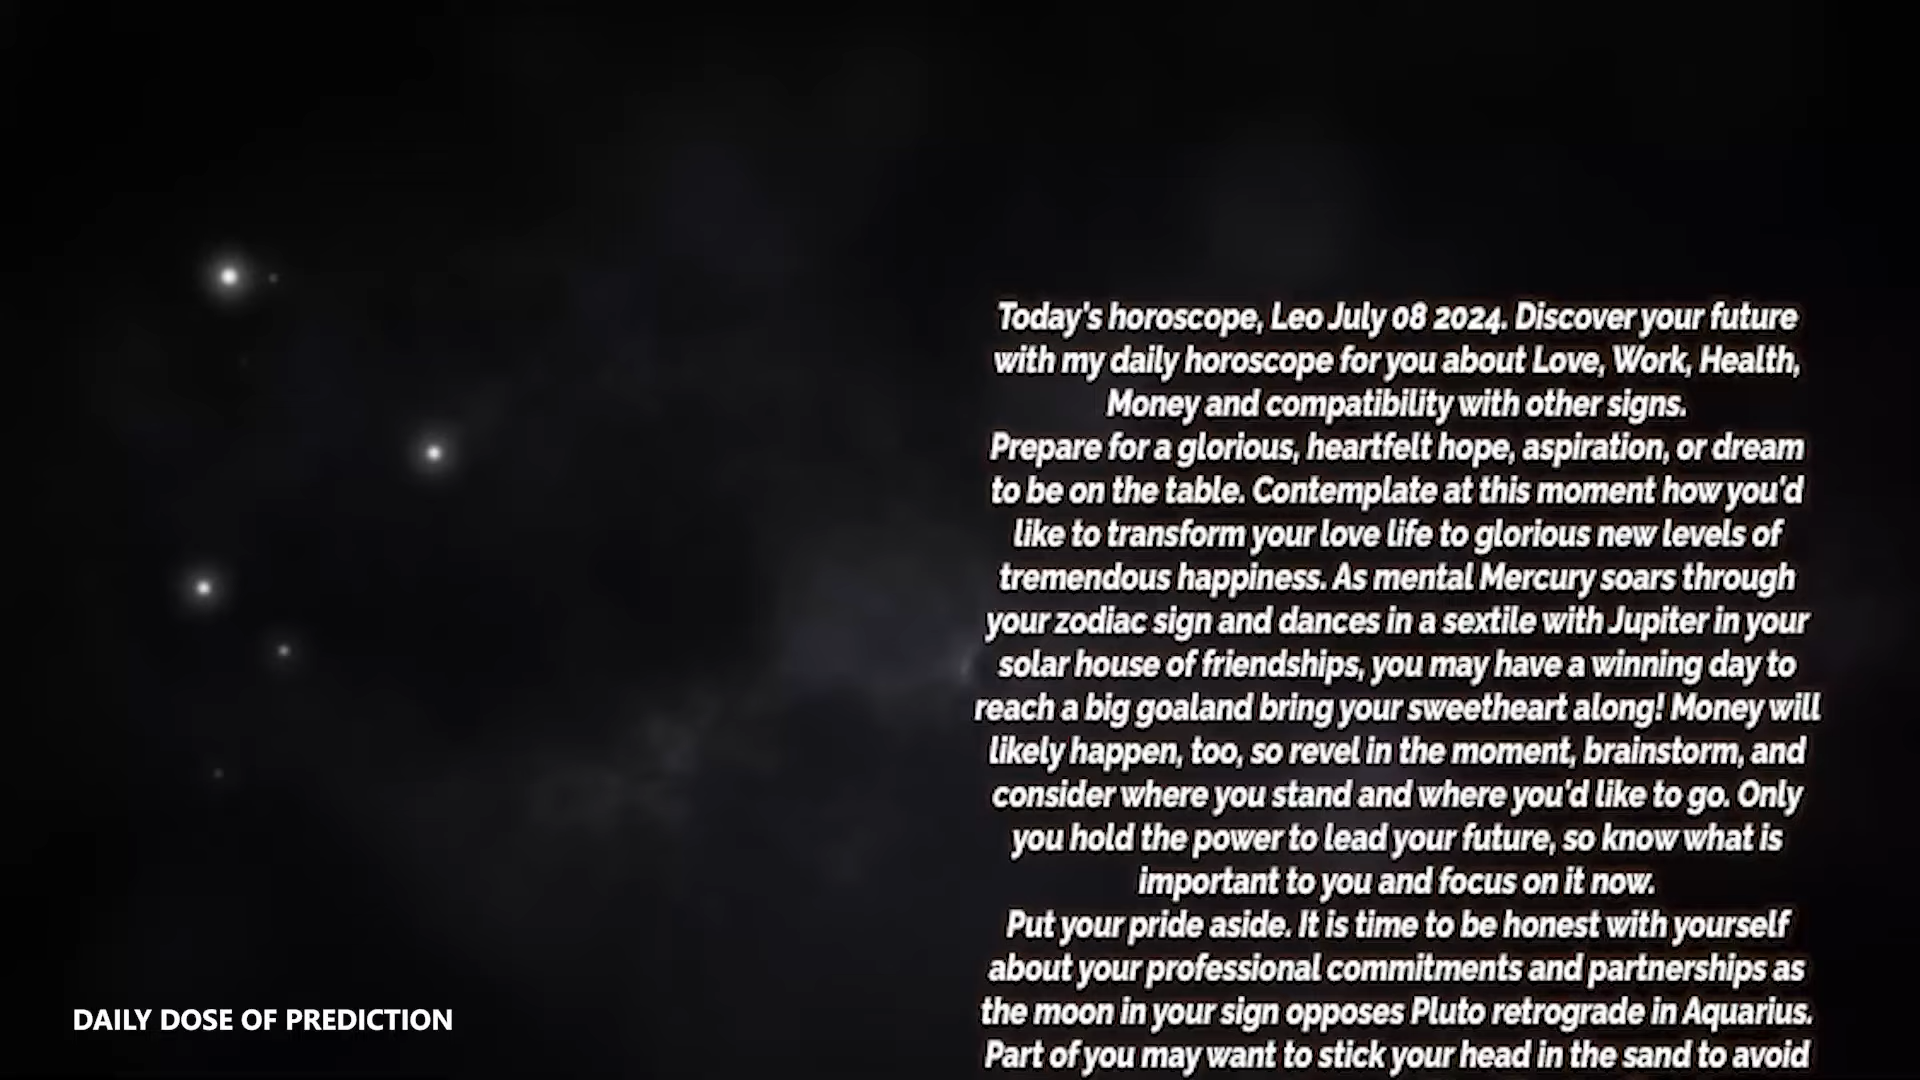 Today's horoscope, Leo July 08 2024. Discover your future
with my daily horoscope for you about Love, Work, Health,
Money and compatibility with other signs.
Prepare for a glorious, heartfelt hope, aspiration, or dream
to be on the table. Contemplate at this moment how you'd
like to transform your love life to glorious new levels of
tremendous happiness. As mental Mercury soars through
your zodiac sign and dances in a sextile with Jupiter in your
solar house of friendships, you may have a winning day to
reach a big goaland bring your sweetheart along! Money will
likely happen, too, so revel in the moment, brainstorm, and
consider where you stand and where you'd like to go. Only
you hold the power to lead your future, so know what is
important to you and focus on it now.
Put your pride aside. It is time to be honest with yourself
about your professional commitments and partnerships as
the moon in your sign opposes Pluto retrograde in Aquarius.
Part of you may want to stick your head in the sand to avoid
DAILY DOSE OF PREDICTION